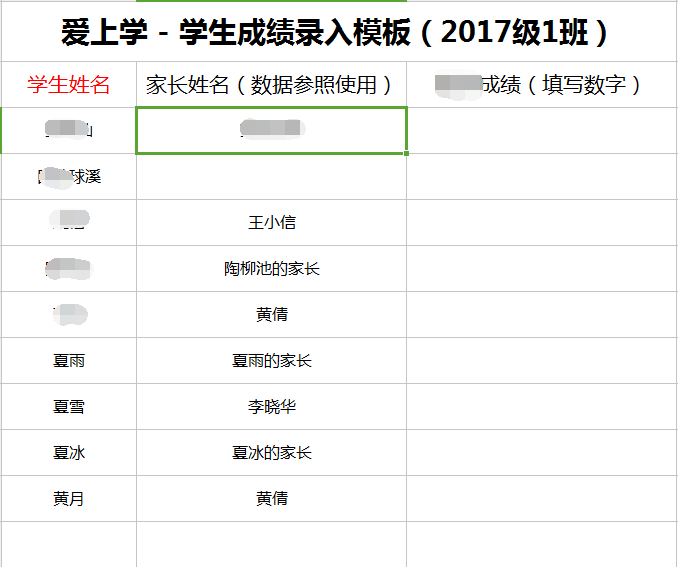 爱上学 - 学生成绩录入模板（2017级1班）
学生姓名 家长姓名（数据参照使用） 成绩（填写数字）
球溪
王小信
陶柳池的家长
黄倩
夏雨 夏雨的家长
夏雪 李晓华
夏冰 夏冰的家长
黄月 黄倩